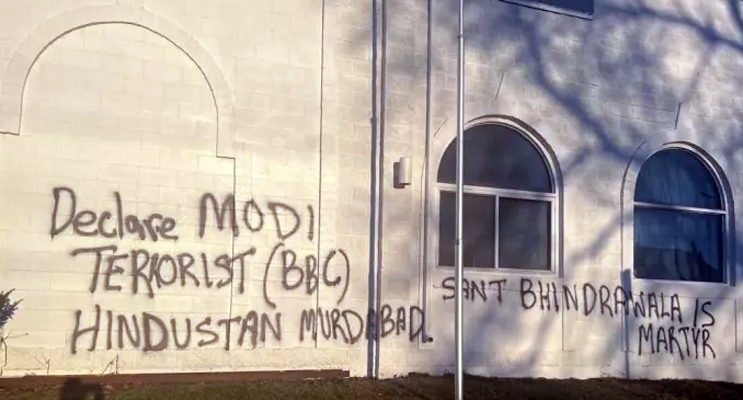 Declare MODI
TERRORIST (BBC)
HINDUSTAN MURDABAD.
SANT BHINDRAWALA IS
MARTYR